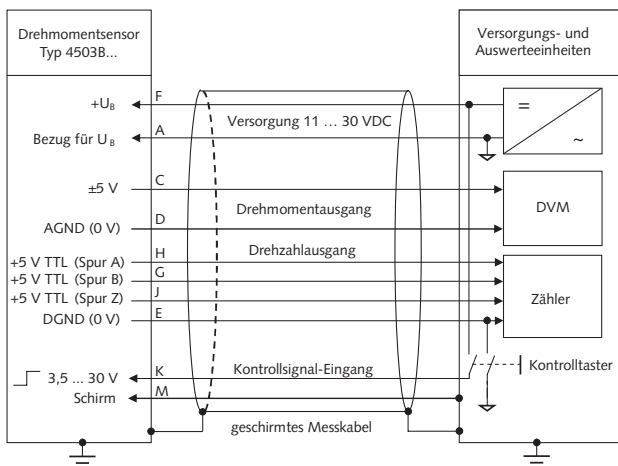 Drehmomentsensor
Typ 4503B...
Versorgungs- und
Auswerteeinheiten
+UB
F
Versorgung 11 ... 30 VDC
=
~
Bezug für UB
A
±5 V
C
Drehmomentausgang
DVM
AGND (0 V)
D
Drehzahlausgang
+5 V TTL (Spur A)
H
+5 V TTL (Spur B)
G
+5 V TTL (Spur Z)
J
Zähler
DGND (0 V)
E
3,5 ... 30 V
K
Kontrollsignal-Eingang
Kontrolltaster
Schirm
M
geschirmtes Messkabel